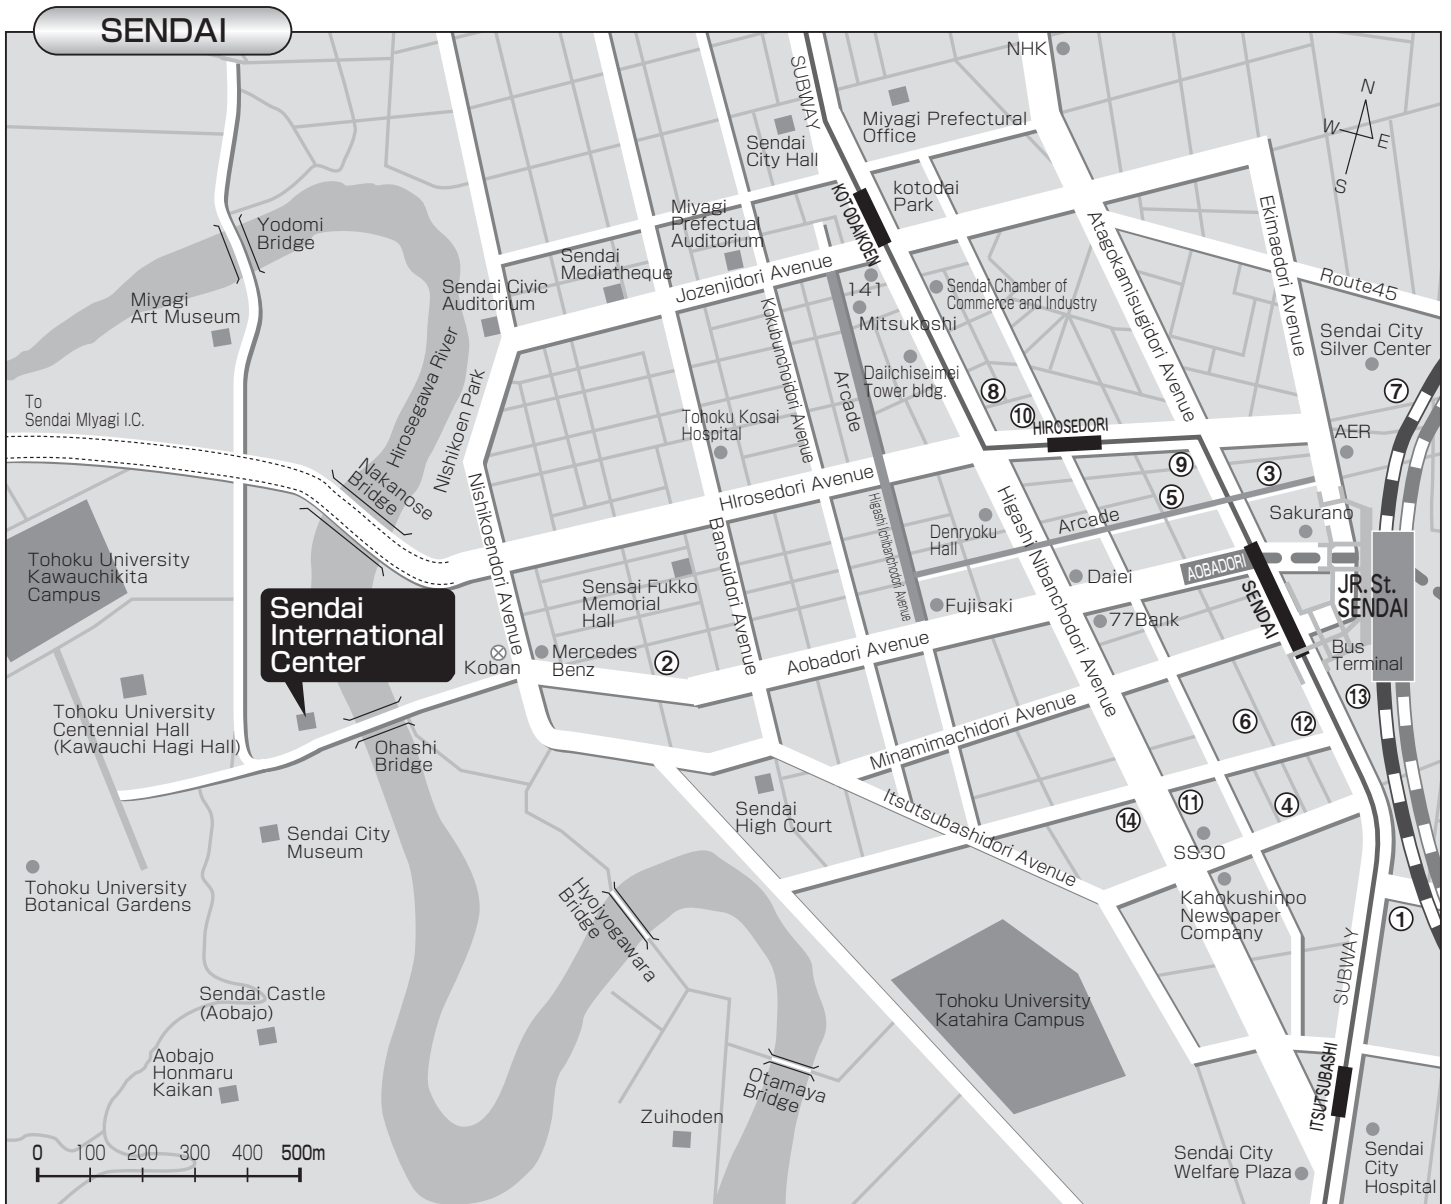 SENDAI
NHK
SUBWAY
N
W
E
S
Miyagi Prefectural
Office
Sendai
City Hall
KOTODAIKOEN
kotodai
Park
Miyagi
Prefectual
Auditorium
Yodomi
Bridge
Sendai
Mediatheque
Sendai Civic
Auditorium
Jozenjidori Avenue
141
Mitsukoshi
Sendai Chamber of
Commerce and Industry
Atagokamisugidori Avenue
Ekimaedori Avenue
Route45
Sendai City
Silver Center
Miyagi
Art Museum
Hirosegawa River
NIshikoen Park
Kokubunchoidori Avenue
Arcade
Daiichiseimei
Tower bldg.
⑧
⑩
HIROSEDORI
⑦
To
Sendai MIyagi I.C.
Tohoku Kosai
Hospital
AER
Nakanose
Bridge
HIrosedori Avenue
⑨
③
⑤
Nishikoendori Avenue
Bansuidori Avenue
Higashi Ichibanchodori Avenue
Denryoku
Hall
Higashi Nibanchodori Avenue
Arcade
Sakurano
Tohoku University
Kawauchikita
Campus
Sensai Fukko
Memorial
Hall
Daiei
AOBADORI
SENDAI
JR.St.
SENDAI
Sendai
International
Center
Fujisaki
77Bank
Koban
Mercedes
Benz
②
Aobadori Avenue
Bus
Terminal
⑬
Tohoku University
Centennial Hall
(Kawauchi Hagi Hall)
Ohashi
Bridge
Minamimachidori Avenue
⑥
⑫
Sendai
High Court
Itsutsubashidori Avenue
⑭
⑪
④
Sendai City
Museum
SS30
Tohoku University
Botanical Gardens
Hyojyogawara
Bridge
Kahokushinpo
Newspaper
Company
①
SUBWAY
Sendai Castle
(Aobajo)
Tohoku University
Katahira Campus
Aobajo
Honmaru
Kaikan
Otamaya
Bridge
Zuihoden
ITSUTSUBASHI
Sendai City
Welfare Plaza
Sendai
City
Hospital
0 100 200 300 400 500m